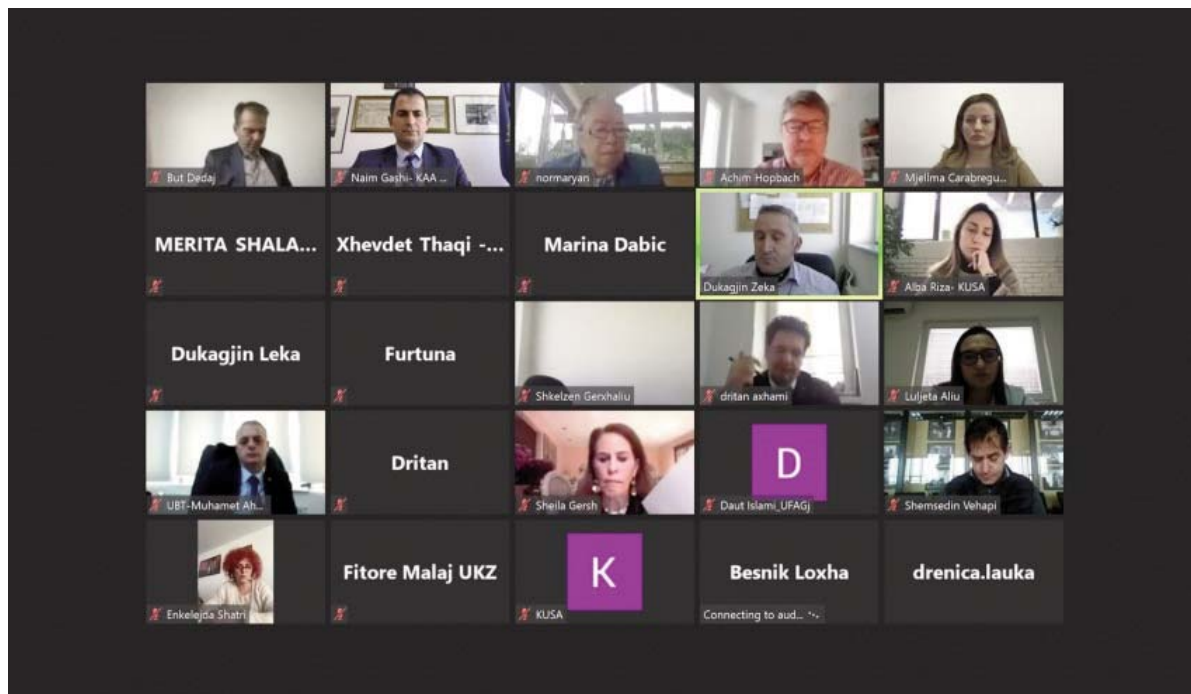 But Dedaj
Naim Gashi- KAA ...
normaryan
Achim Hopbach
Mjellma Carabregu...
MERITA SHALA...
Xhevdet Thaqi -...
Marina Dabic
Dukagjin Zeka
Alba Riza- KUSA
Dukagjin Leka
Furtuna
Shkelzen Gerxhaliu
dritan axhami
Luljeta Aliu
UBT-Muhamet Ah...
Dritan
Sheila Gersh
D
Daut Islami_UFAGJ
Shemsedin Vehapi
Enkelejda Shatri
Fitore Malaj UKZ
K
KUSA
Besnik Loxha
Connecting to aud...
drenica.lauka